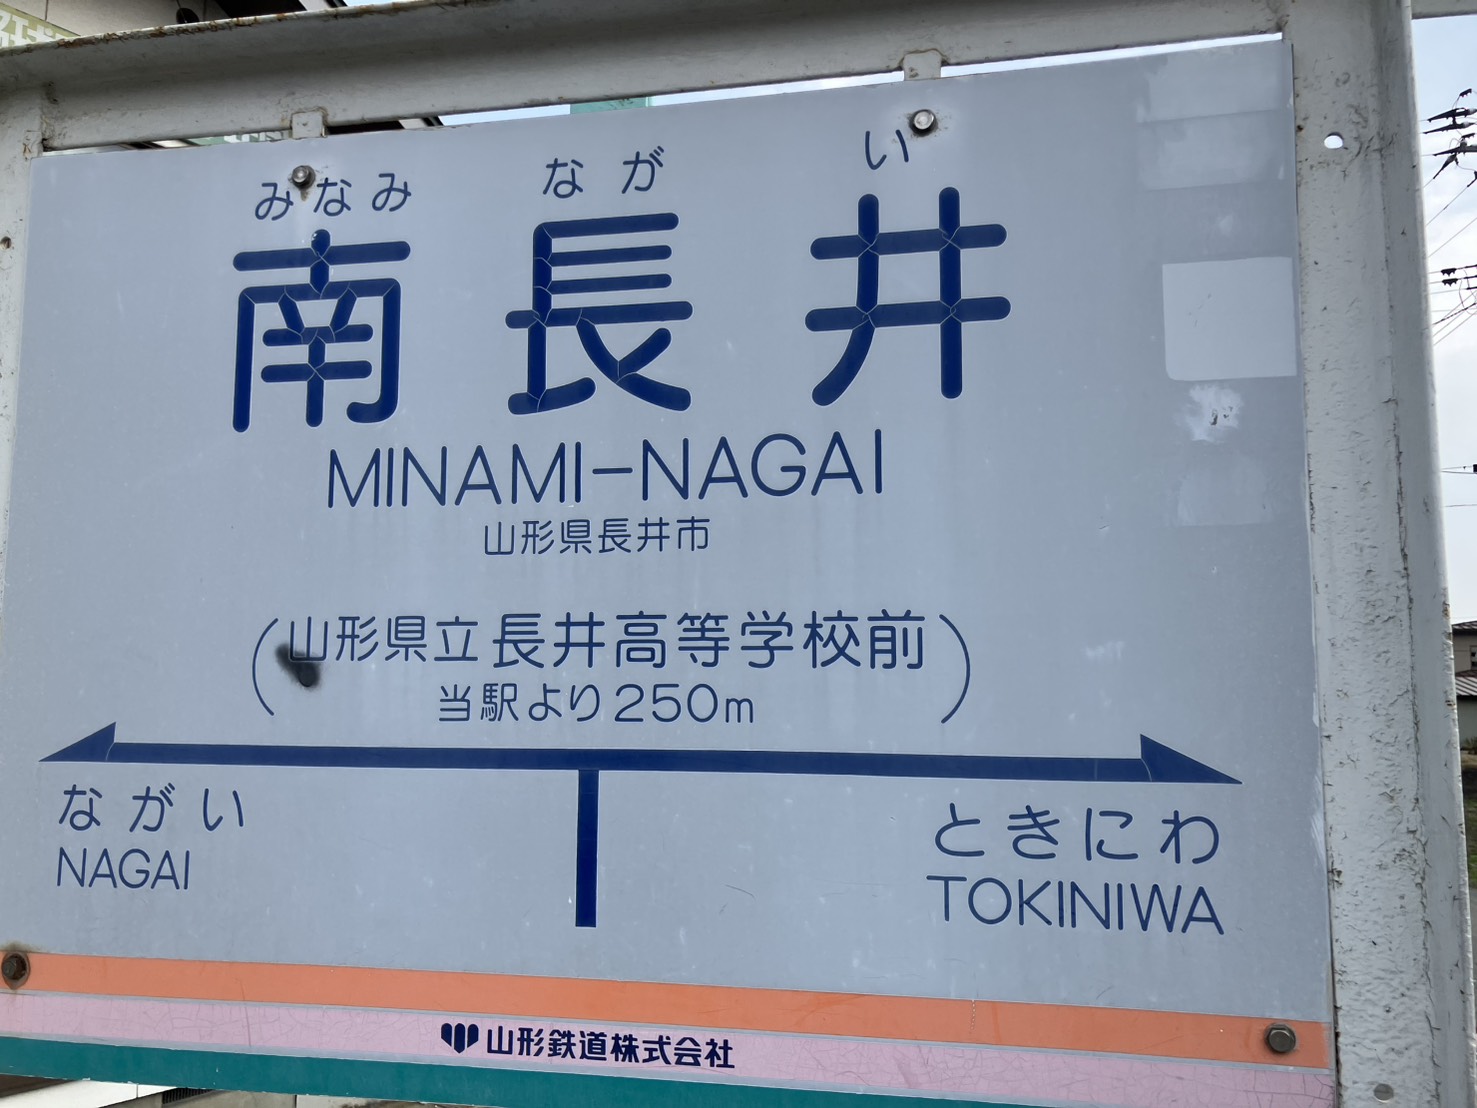 みなみ なが い
南長井
MINAMI-NAGAI
山形県長井市
(山形県立長井高等学校前
当駅より250m)
ながい
NAGAI
ときにわ
TOKINIWA
山形鉄道株式会社